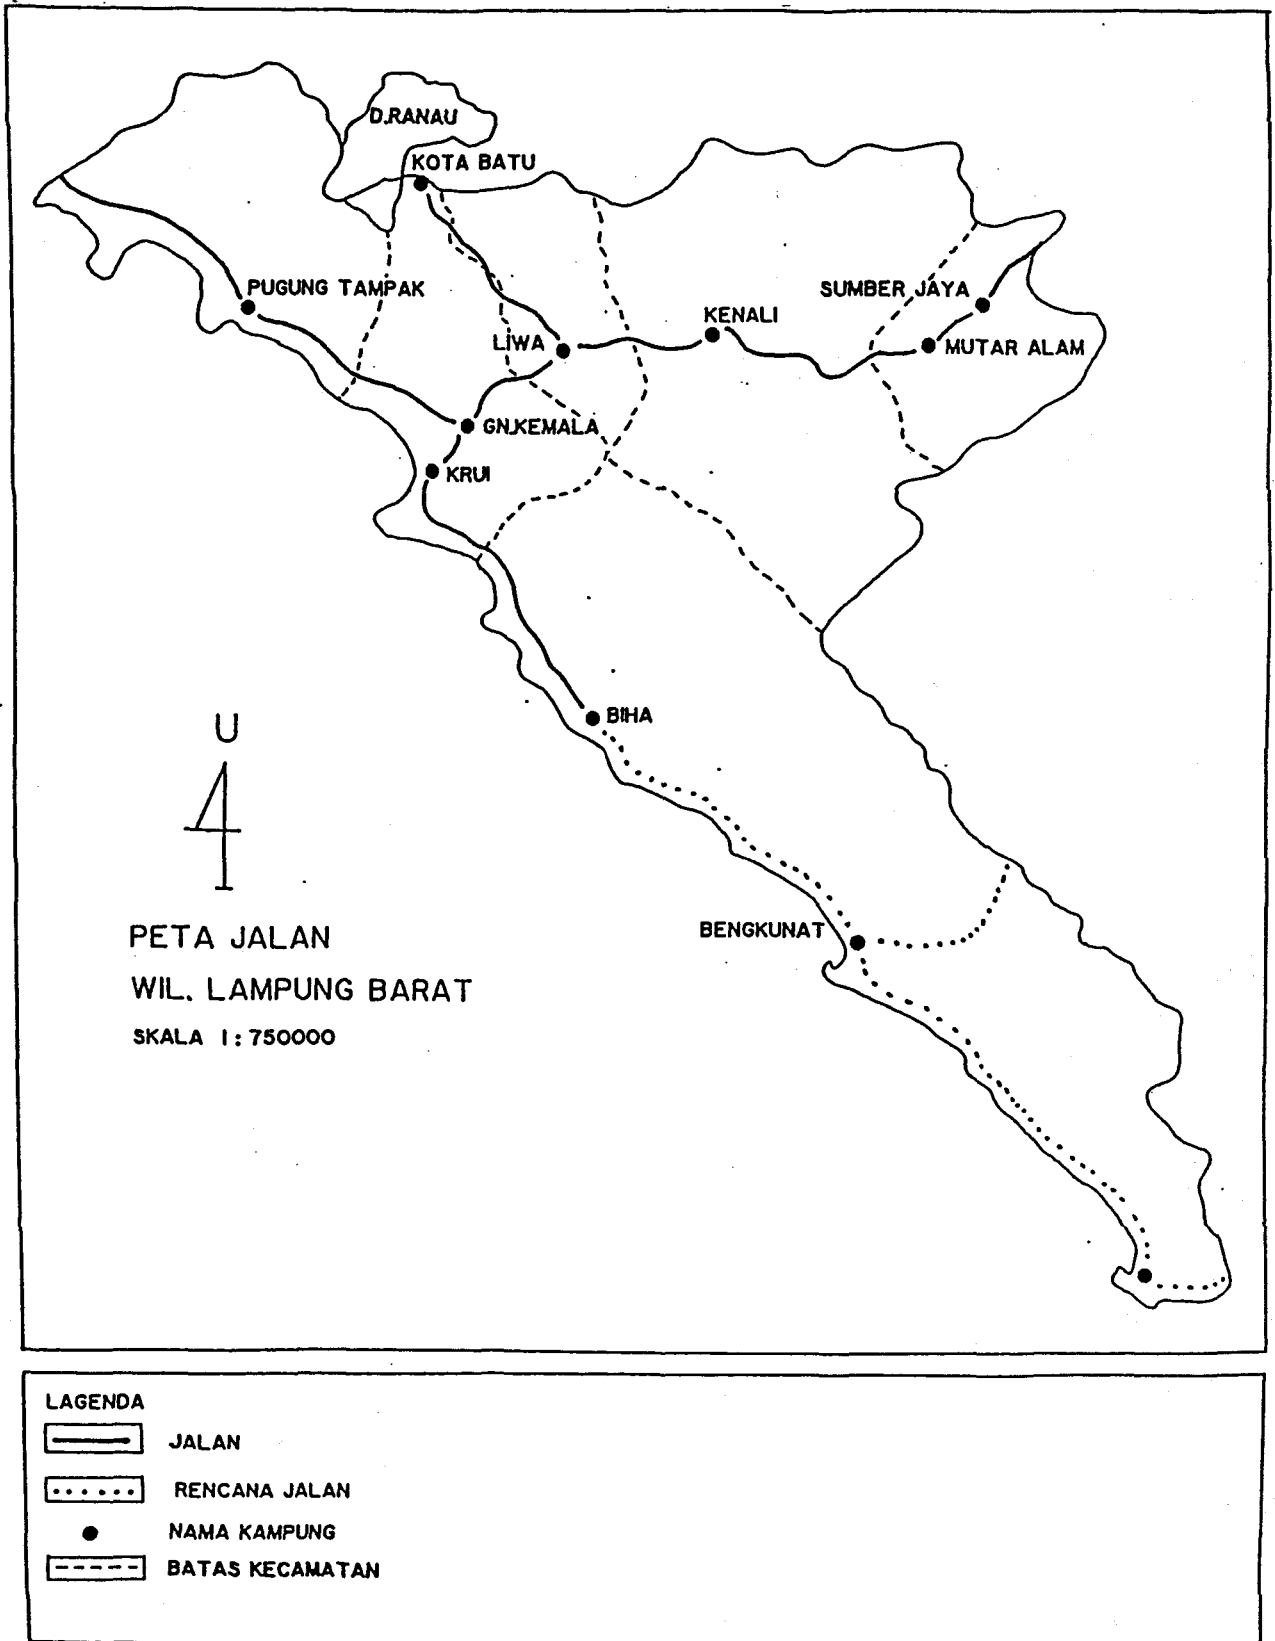 D.RANAU
KOTA BATU
PUGUNG TAMPAK
SUMBER JAYA
KENALI
LIWA
MUTAR ALAM
GN.KEMALA
KRUI
BIHA
U
BENGKUNAT
PETA JALAN
WIL. LAMPUNG BARAT
SKALA 1 : 750000
LAGENDA
JALAN
RENCANA JALAN
NAMA KAMPUNG
BATAS KECAMATAN